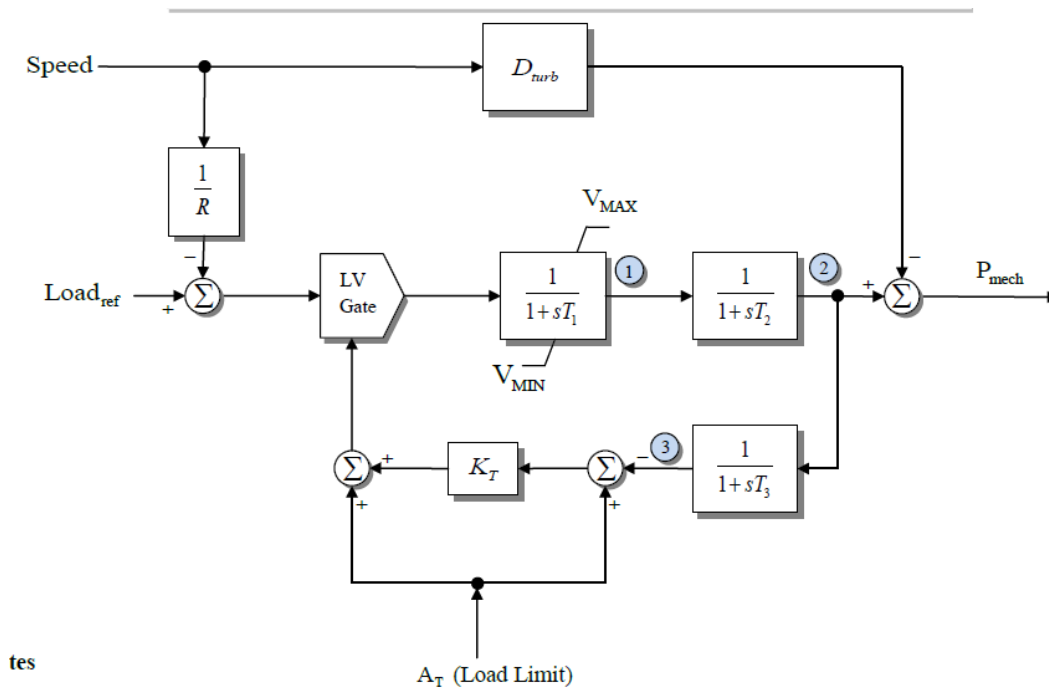 Speed
D_turb
1/R
V_MAX
−
−
LV
Gate
1/(1+sT_1)
1
1/(1+sT_2)
2
P_mech
Load_ref
Σ
+
+
Σ
V_MIN
3
Σ
+
K_T
Σ
−
1/(1+sT_3)
+
+
tes
A_T (Load Limit)